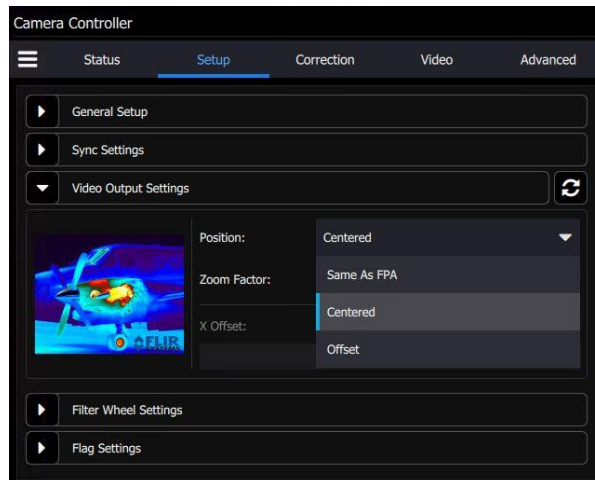 Camera Controller
Status Setup Correction Video Advanced
General Setup
Sync Settings
Video Output Settings
Position: Centered
Zoom Factor: Same As FPA
Centered
X Offset:
Offset
FLIR
SYSTEMS
Filter Wheel Settings
Flag Settings